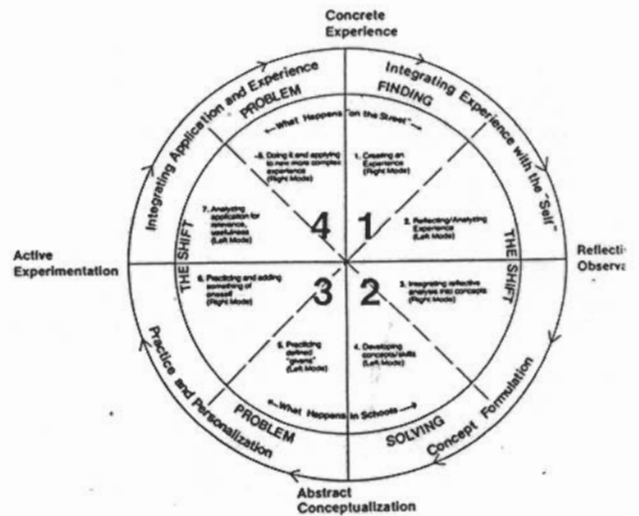 Concrete
Experience
Integrating Application and Experience
Integrating Experience with the "Self"
PROBLEM
FINDING
What Happens "on the Street"
8. Doing it and applying
to new more complex
experience
(Right Mode)
1. Creating an
Experience
(Right Mode)
7. Analyzing
application for
relevance,
usefulness
(Left Mode)
4
1
2. Reflecting/Analyzing
Experience
(Left Mode)
THE SHIFT
THE SHIFT
Active
Experimentation
Reflecti
Observa
6. Practicing and adding
something of
oneself
(Right Mode)
3
2
3. Integrating reflective
analysis into concepts
(Right Mode)
5. Practicing
defined
"givens"
(Left Mode)
4. Developing
concepts/skills
(Left Mode)
What Happens in Schools
PROBLEM
SOLVING
Practice and Personalization
Concept Formulation
Abstract
Conceptualization